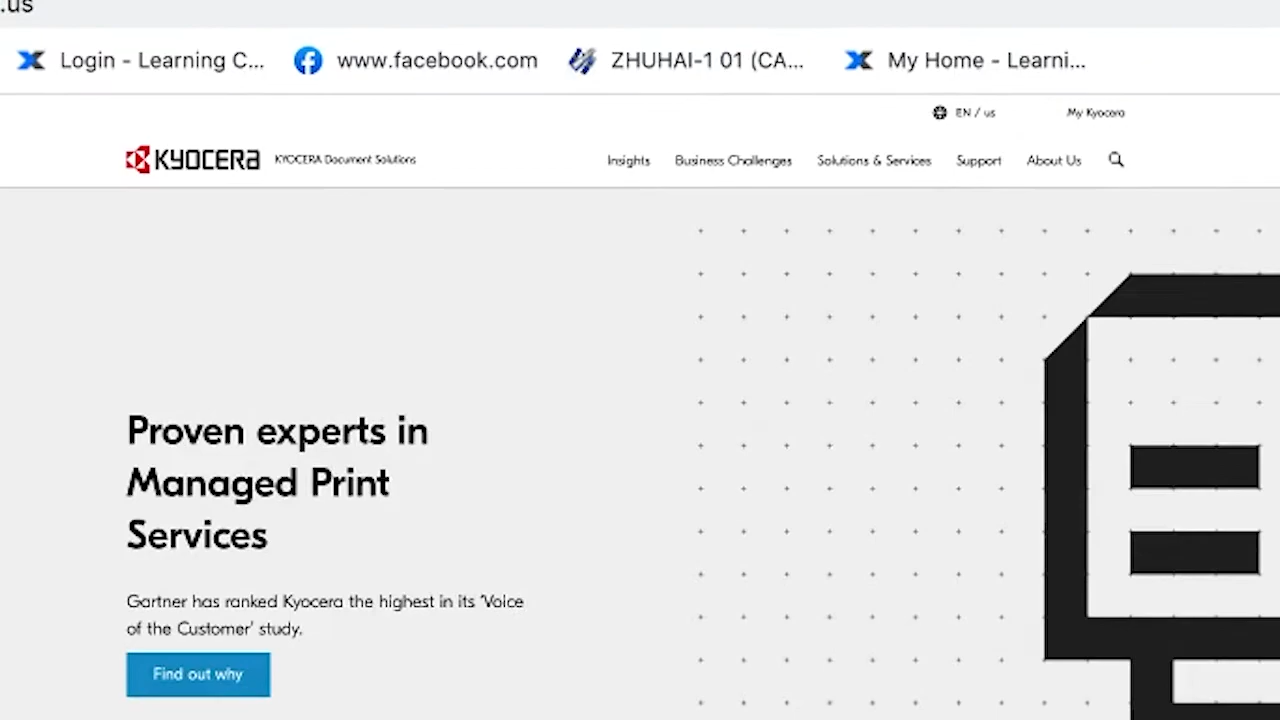 .us
Login - Learning C... www.facebook.com ZHUHAI-1 01 (CA... My Home - Learni...
EN / us My Kyocera
KYOCERA KYOCERA Document Solutions Insights Business Challenges Solutions & Services Support About Us
Proven experts in
Managed Print
Services
Gartner has ranked Kyocera the highest in its 'Voice
of the Customer' study.
Find out why